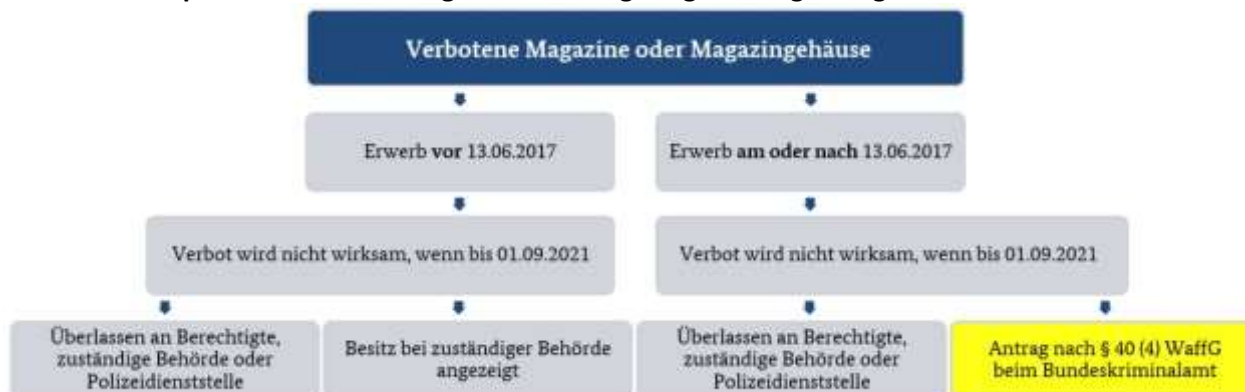 Verbotene Magazine oder Magazingehäuse
Erwerb vor 13.06.2017
Erwerb am oder nach 13.06.2017
Verbot wird nicht wirksam, wenn bis 01.09.2021
Verbot wird nicht wirksam, wenn bis 01.09.2021
Überlassen an Berechtigte,
zuständige Behörde oder
Polizeidienststelle
Besitz bei zuständiger Behörde
angezeigt
Überlassen an Berechtigte,
zuständige Behörde oder
Polizeidienststelle
Antrag nach § 40 (4) WaffG
beim Bundeskriminalamt